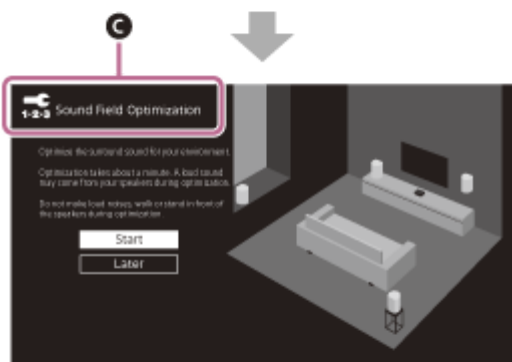 C
1-2-3 Sound Field Optimization
Optimize the surround sound for your environment.
Optimization takes about a minute. A loud sound
may come from your speakers during optimization.
Do not make loud noises, walk or stand in front of
the speakers during optimization.
Start
Later